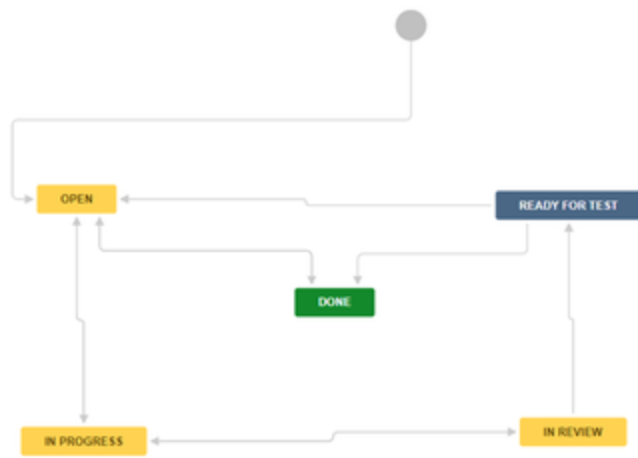 OPEN
READY FOR TEST
DONE
IN PROGRESS
IN REVIEW